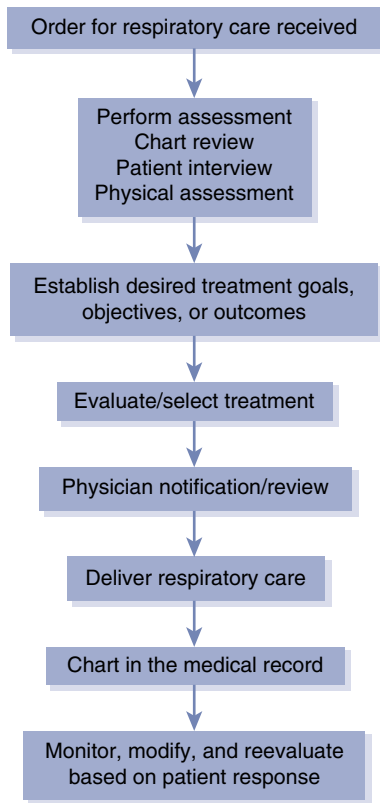 Order for respiratory care received
Perform assessment
Chart review
Patient interview
Physical assessment
Establish desired treatment goals,
objectives, or outcomes
Evaluate/select treatment
Physician notification/review
Deliver respiratory care
Chart in the medical record
Monitor, modify, and reevaluate
based on patient response